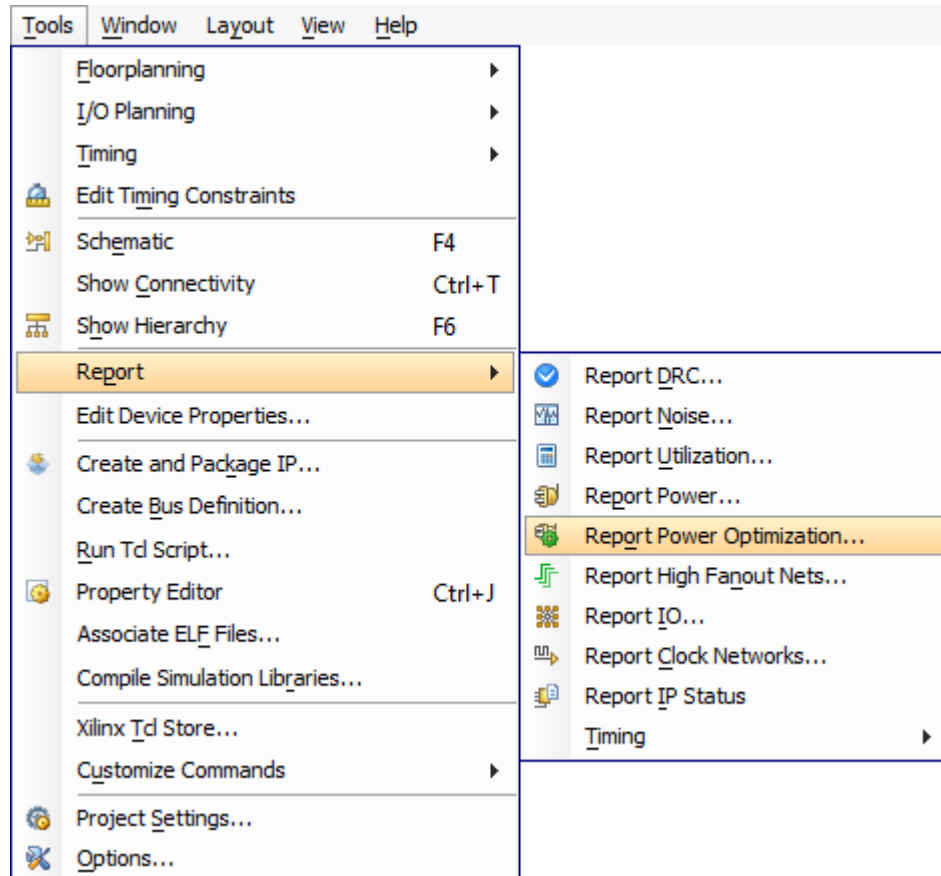 Tools Window Layout View Help
Floorplanning
I/O Planning
Timing
Edit Timing Constraints
Schematic F4
Show Connectivity Ctrl+T
Show Hierarchy F6
Report
Edit Device Properties...
Create and Package IP...
Create Bus Definition...
Run Tcl Script...
Property Editor Ctrl+J
Associate ELF Files...
Compile Simulation Libraries...
Xilinx Tcl Store...
Customize Commands
Project Settings...
Options...
Report DRC...
Report Noise...
Report Utilization...
Report Power...
Report Power Optimization...
Report High Fanout Nets...
Report IO...
Report Clock Networks...
Report IP Status
Timing